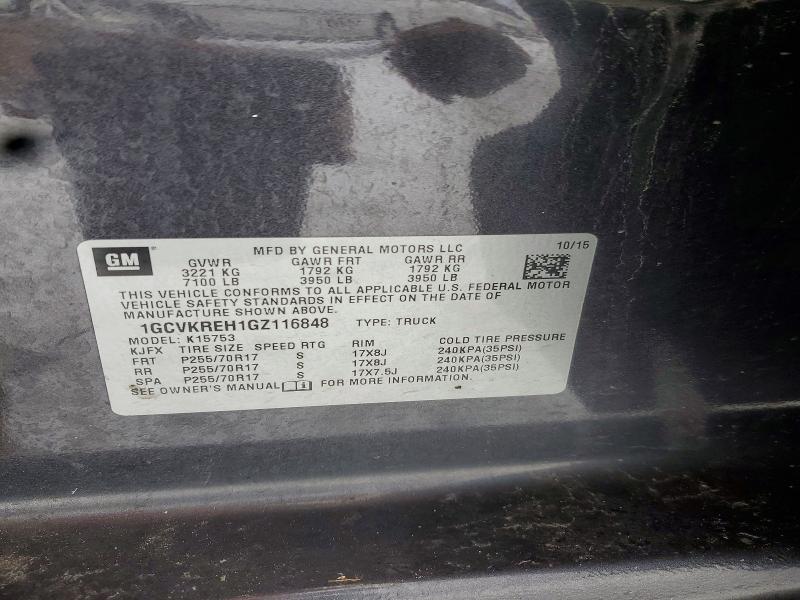 GM
MFD BY GENERAL MOTORS LLC 10/15
GVWR GAWR FRT GAWR RR
3221 KG 1792 KG 1792 KG
7100 LB 3950 LB 3950 LB
THIS VEHICLE CONFORMS TO ALL APPLICABLE U.S. FEDERAL MOTOR
VEHICLE SAFETY STANDARDS IN EFFECT ON THE DATE OF
MANUFACTURE SHOWN ABOVE.
1GCVKREH1GZ116848 TYPE: TRUCK
MODEL: K15753
KJFX TIRE SIZE SPEED RTG RIM COLD TIRE PRESSURE
FRT P255/70R17 S 17X8J 240KPA(35PSI)
RR P255/70R17 S 17X8J 240KPA(35PSI)
SPA P255/70R17 S 17X7.5J 240KPA(35PSI)
SEE OWNER'S MANUAL FOR MORE INFORMATION.